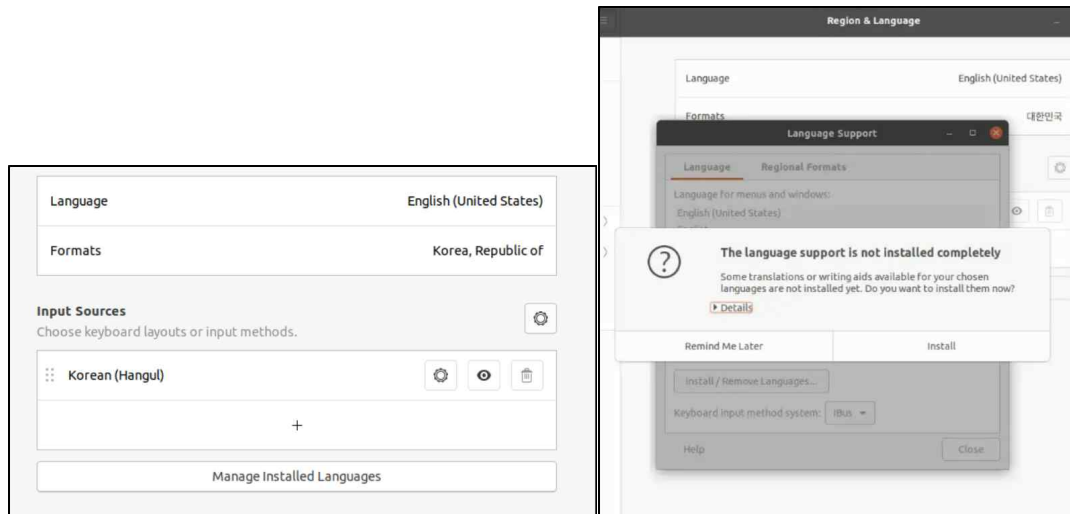 Language English (United States)
Formats Korea, Republic of
Input Sources
Choose keyboard layouts or input methods.
Korean (Hangul)
+
Manage Installed Languages
Region & Language
Language English (United States)
Formats 대한민국
Language Support
Language Regional Formats
Language for menus and windows:
English (United States)
The language support is not installed completely
Some translations or writing aids available for your chosen
languages are not installed yet. Do you want to install them now?
Details
Remind Me Later Install
Install / Remove Languages...
Keyboard input method system: IBus
Help Close